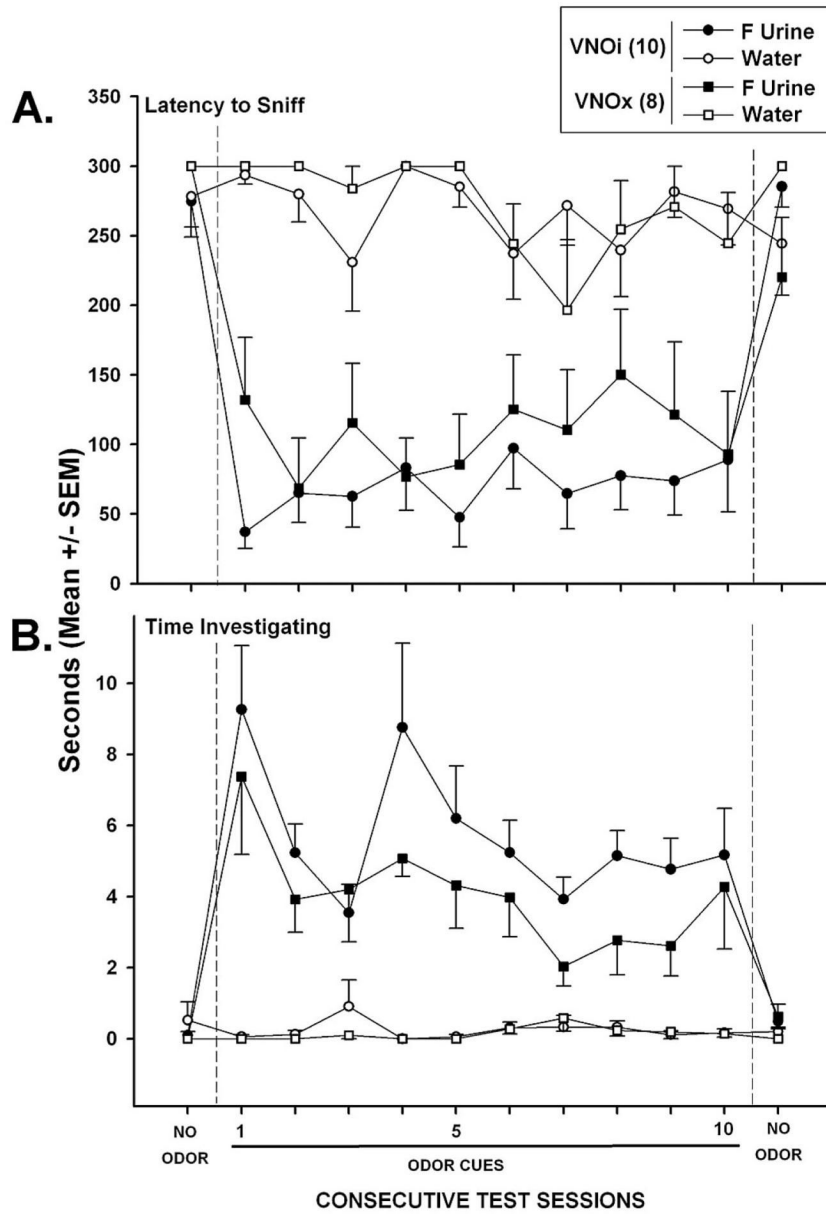 VNOi (10)
F Urine
Water
VNOx (8)
F Urine
Water
A.
Latency to Sniff
350
300
250
200
150
100
50
0
B.
Time Investigating
10
8
6
4
2
0
Seconds (Mean +/- SEM)
NO ODOR
1
5
10
NO ODOR
ODOR CUES
CONSECUTIVE TEST SESSIONS